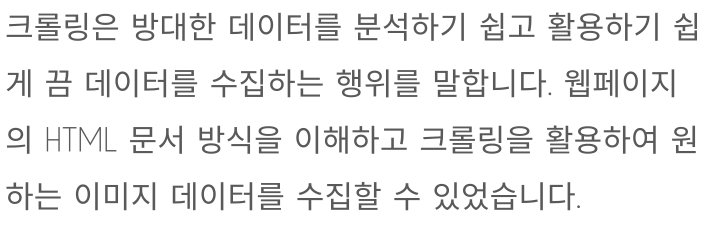 크롤링은 방대한 데이터를 분석하기 쉽고 활용하기 쉽
게 끔 데이터를 수집하는 행위를 말합니다. 웹페이지
의 HTML 문서 방식을 이해하고 크롤링을 활용하여 원
하는 이미지 데이터를 수집할 수 있었습니다.